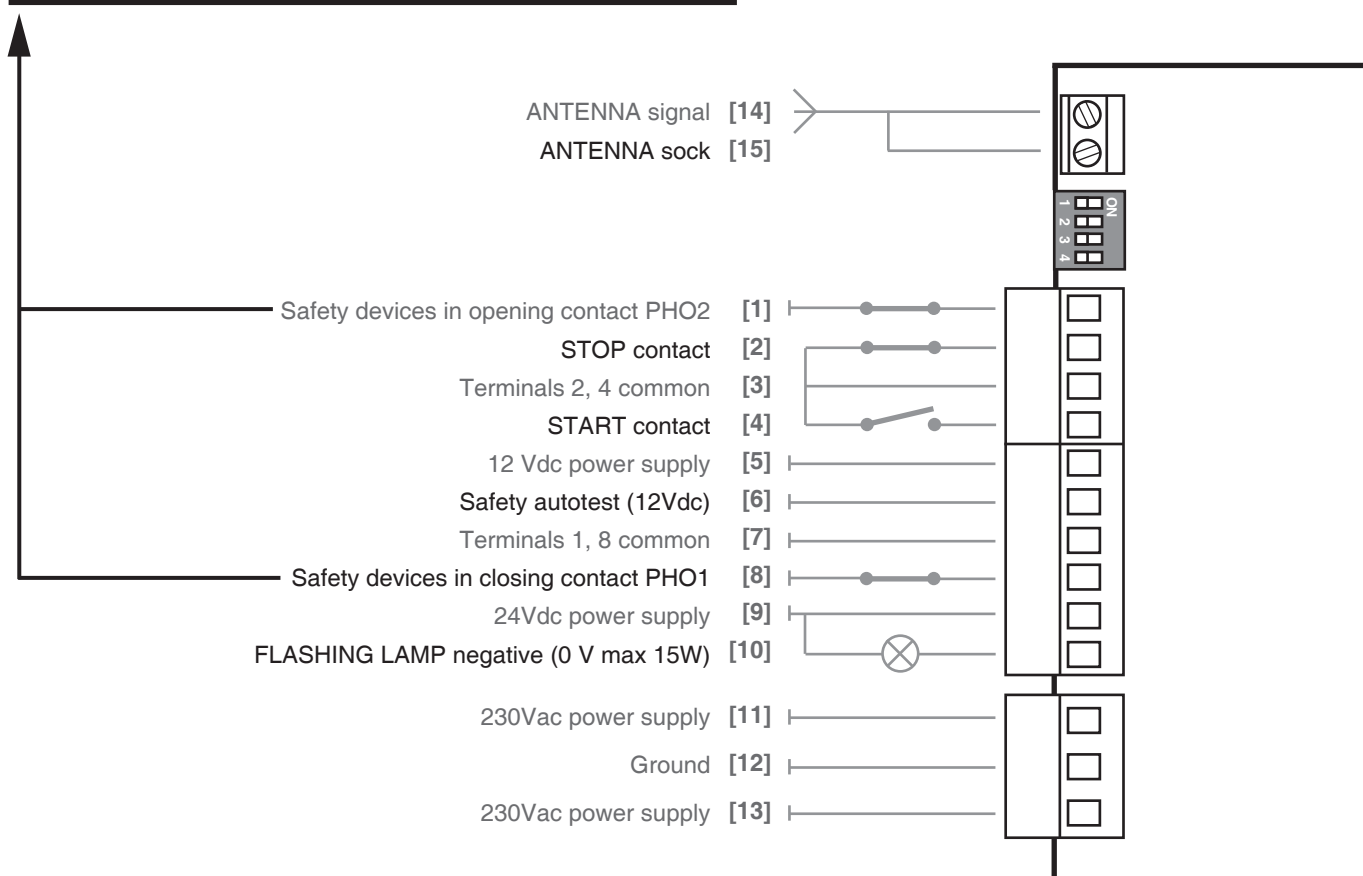 ANTENNA signal [14]
ANTENNA sock [15]
ON
1
2
3
4
Safety devices in opening contact PHO2 [1]
STOP contact [2]
Terminals 2, 4 common [3]
START contact [4]
12 Vdc power supply [5]
Safety autotest (12Vdc) [6]
Terminals 1, 8 common [7]
Safety devices in closing contact PHO1 [8]
24Vdc power supply [9]
FLASHING LAMP negative (0 V max 15W) [10]
230Vac power supply [11]
Ground [12]
230Vac power supply [13]